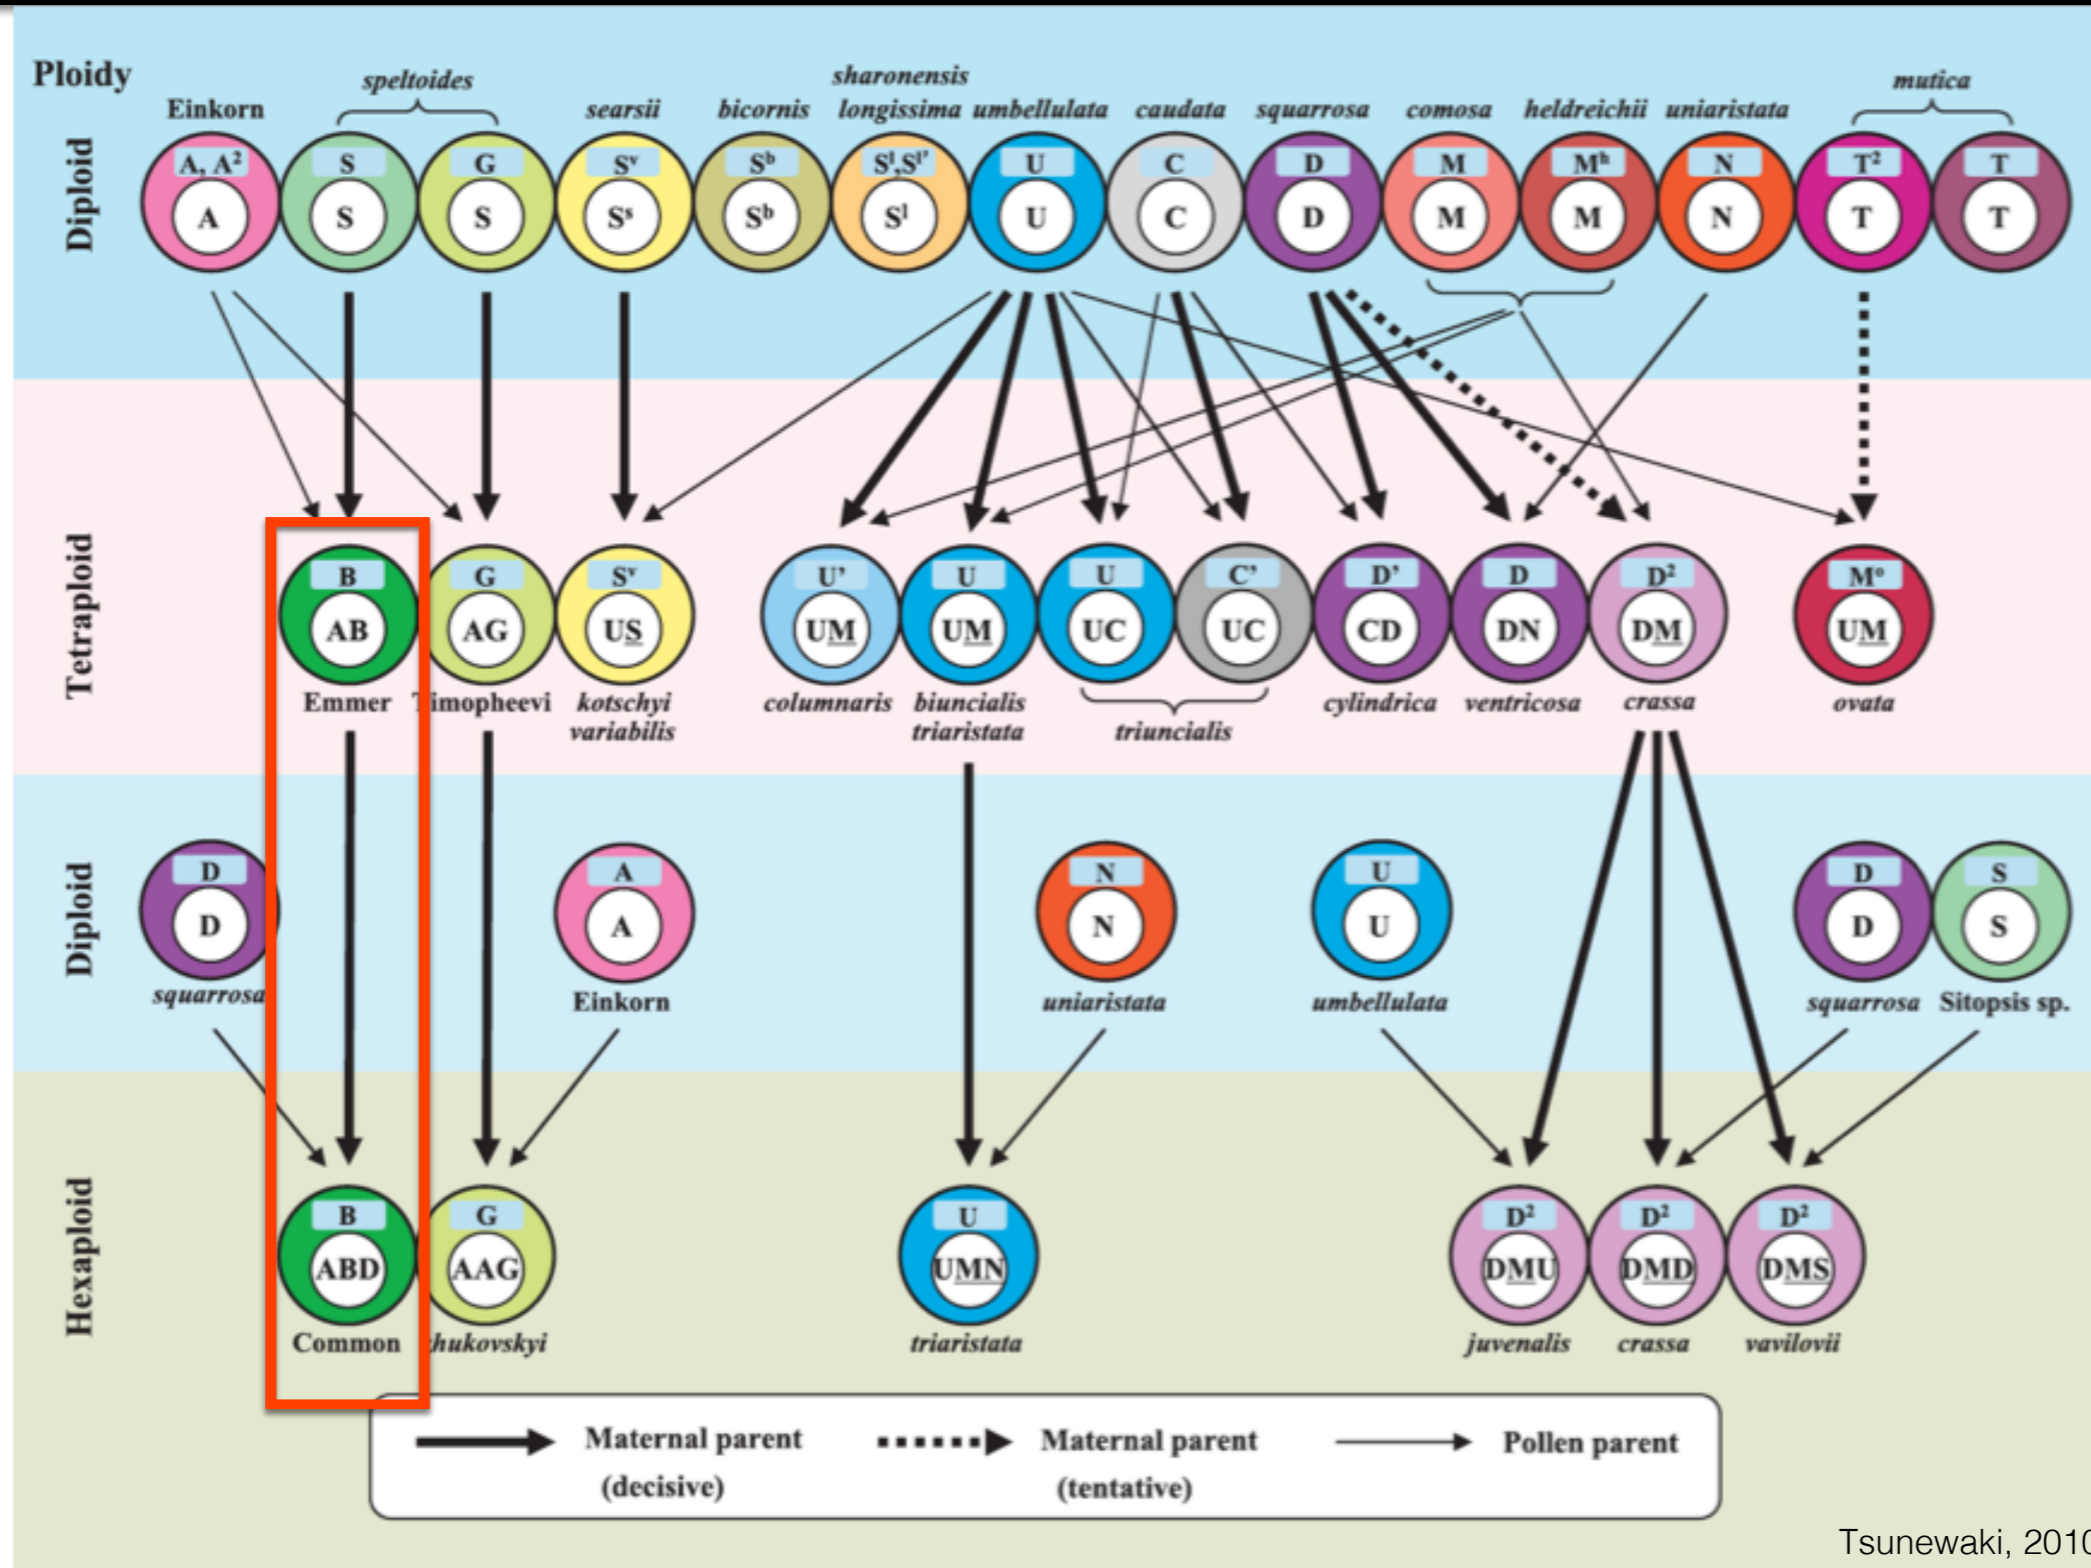 Ploidy
speltoides
sharonensis
mutica
Einkorn
searsii
bicornis
longissima
umbellulata
caudata
squarrosa
comosa
heldreichii
uniaristata
Diploid
A, A²
S
G
Sᵛ
Sᵇ
Sˡ,Sˡ’
U
C
D
M
Mʰ
N
T²
T
A
S
S
Sˢ
Sᵇ
Sˡ
U
C
D
M
M
N
T
T
Tetraploid
B
G
Sᵛ
U’
U
U
C’
D’
D
D²
Mᵒ
AB
AG
US
UM
UM
UC
UC
CD
DN
DM
UM
Emmer
imopheevi
kotschyi
columnaris
biuncialis
cylindrica
ventricosa
crassa
ovata
variabilis
triaristata
triuncialis
Diploid
D
A
N
U
D
S
D
A
N
U
D
S
squarrosa
Einkorn
uniaristata
umbellulata
squarrosa
Sitopsis sp.
Hexaploid
B
G
U
D²
D²
D²
ABD
AAG
UMN
DMU
DMD
DMS
Common
hukovskyi
triaristata
juvenalis
crassa
vavilovii
Maternal parent
(decisive)
Maternal parent
(tentative)
Pollen parent
Tsunewaki, 2010